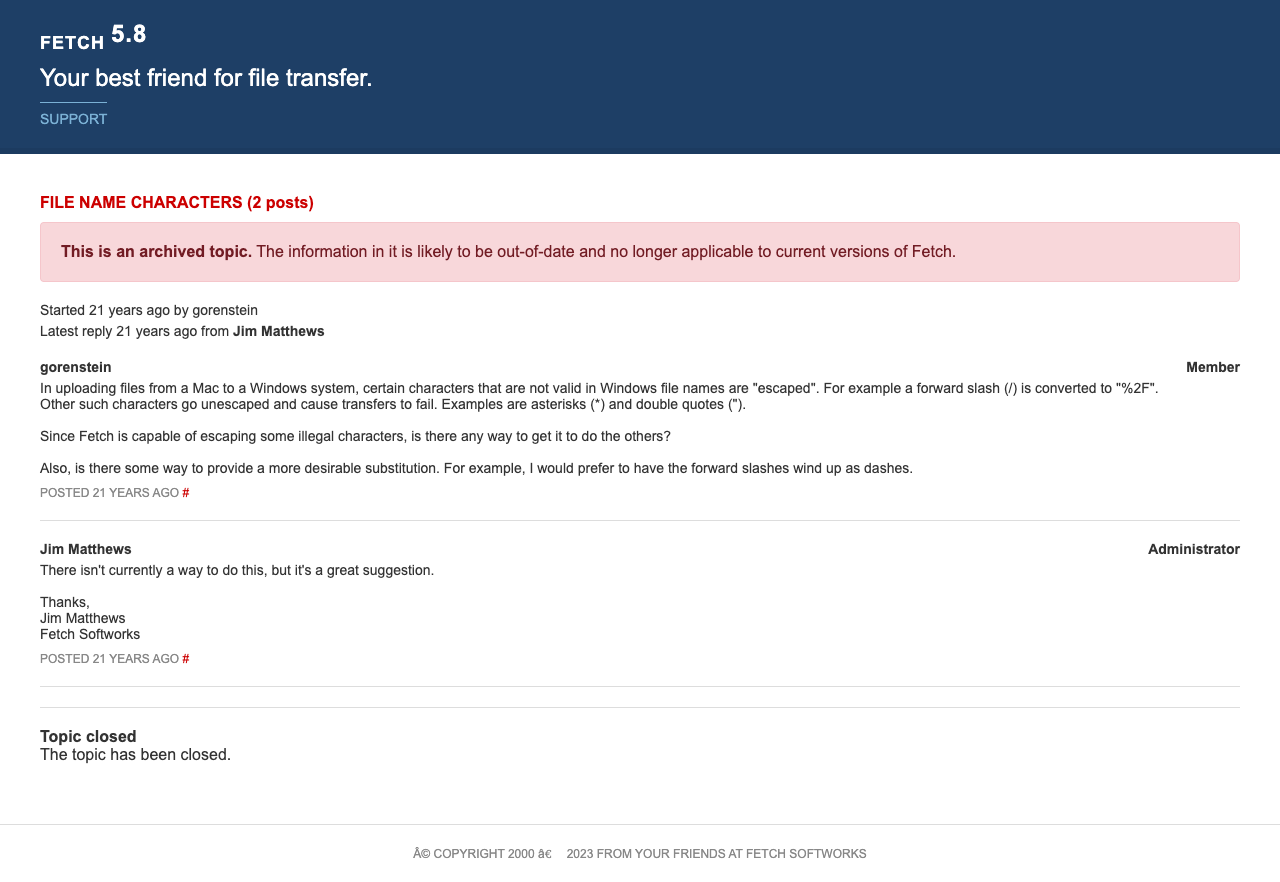 FETCH 5.8
Your best friend for file transfer.
SUPPORT
FILE NAME CHARACTERS (2 posts)
This is an archived topic. The information in it is likely to be out-of-date and no longer applicable to current versions of Fetch.
Started 21 years ago by gorenstein
Latest reply 21 years ago from Jim Matthews
gorenstein Member
In uploading files from a Mac to a Windows system, certain characters that are not valid in Windows file names are "escaped". For example a forward slash (/) is converted to "%2F".
Other such characters go unescaped and cause transfers to fail. Examples are asterisks (*) and double quotes (").
Since Fetch is capable of escaping some illegal characters, is there any way to get it to do the others?
Also, is there some way to provide a more desirable substitution. For example, I would prefer to have the forward slashes wind up as dashes.
POSTED 21 YEARS AGO #
Jim Matthews Administrator
There isn't currently a way to do this, but it's a great suggestion.
Thanks,
Jim Matthews
Fetch Softworks
POSTED 21 YEARS AGO #
Topic closed
The topic has been closed.
Â© COPYRIGHT 2000 â€ 2023 FROM YOUR FRIENDS AT FETCH SOFTWORKS